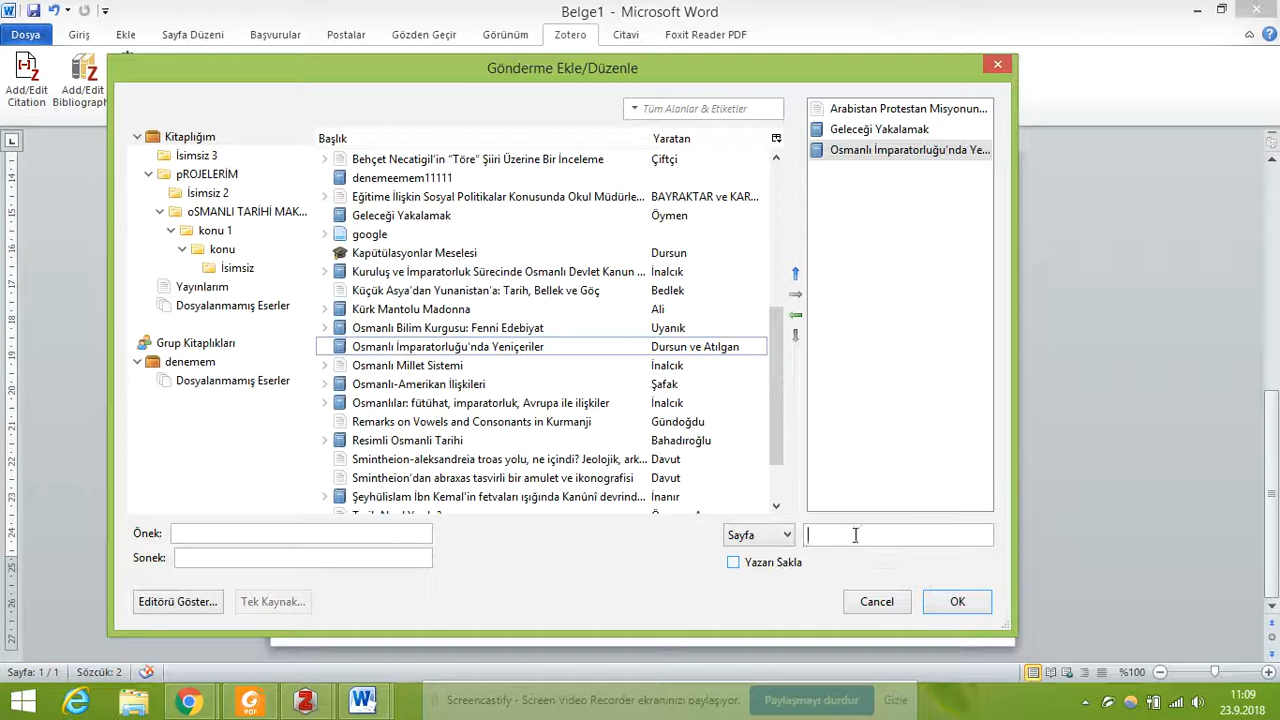 Belge1 - Microsoft Word
Dosya Giriş Ekle Sayfa Düzeni Başvurular Postalar Gözden Geçir Görünüm Zotero Citavi Foxit Reader PDF
Add/Edit Citation
Add/Edit Bibliograph
Gönderme Ekle/Düzenle
Tüm Alanlar & Etiketler
Kitaplığım
İsimsiz 3
pROJELERİM
İsimsiz 2
oSMANLI TARİHİ MAK...
konu 1
konu
İsimsiz
Yayınlarım
Dosyalanmamış Eserler
Grup Kitaplıkları
denemem
Dosyalanmamış Eserler
Başlık Yaratan
Behçet Necatigil'in "Töre" Şiiri Üzerine Bir İnceleme Çiftçi
denemeemem11111
Eğitime İlişkin Sosyal Politikalar Konusunda Okul Müdürle... BAYRAKTAR ve KAR...
Geleceği Yakalamak Öymen
google
Kapütülasyonlar Meselesi Dursun
Kuruluş ve İmparatorluk Sürecinde Osmanlı Devlet Kanun ... İnalcık
Küçük Asya'dan Yunanistan'a: Tarih, Bellek ve Göç Bedlek
Kürk Mantolu Madonna Ali
Osmanlı Bilim Kurgusu: Fenni Edebiyat Uyanık
Osmanlı İmparatorluğu'nda Yeniçeriler Dursun ve Atılgan
Osmanlı Millet Sistemi İnalcık
Osmanlı-Amerikan İlişkileri Şafak
Osmanlılar: fütühat, imparatorluk, Avrupa ile ilişkiler İnalcık
Remarks on Vowels and Consonants in Kurmanji Gündoğdu
Resimli Osmanlı Tarihi Bahadıroğlu
Smintheion-aleksandreia troas yolu, ne içindi? Jeolojik, ark... Davut
Smintheion'dan abraxas tasvirli bir amulet ve ikonografisi Davut
Şeyhülislam İbn Kemal'in fetvaları ışığında Kanûnî devrind... İnanır
Arabistan Protestan Misyonun...
Geleceği Yakalamak
Osmanlı İmparatorluğu'nda Ye...
Önek:
Sonek:
Sayfa
Yazarı Sakla
Editörü Göster... Tek Kaynak... Cancel OK
Sayfa: 1 / 1 Sözcük: 2 %100
Screencastify - Screen Video Recorder ekranınızı paylaşıyor. Paylaşmayı durdur Gizle
11:09
23.9.2018